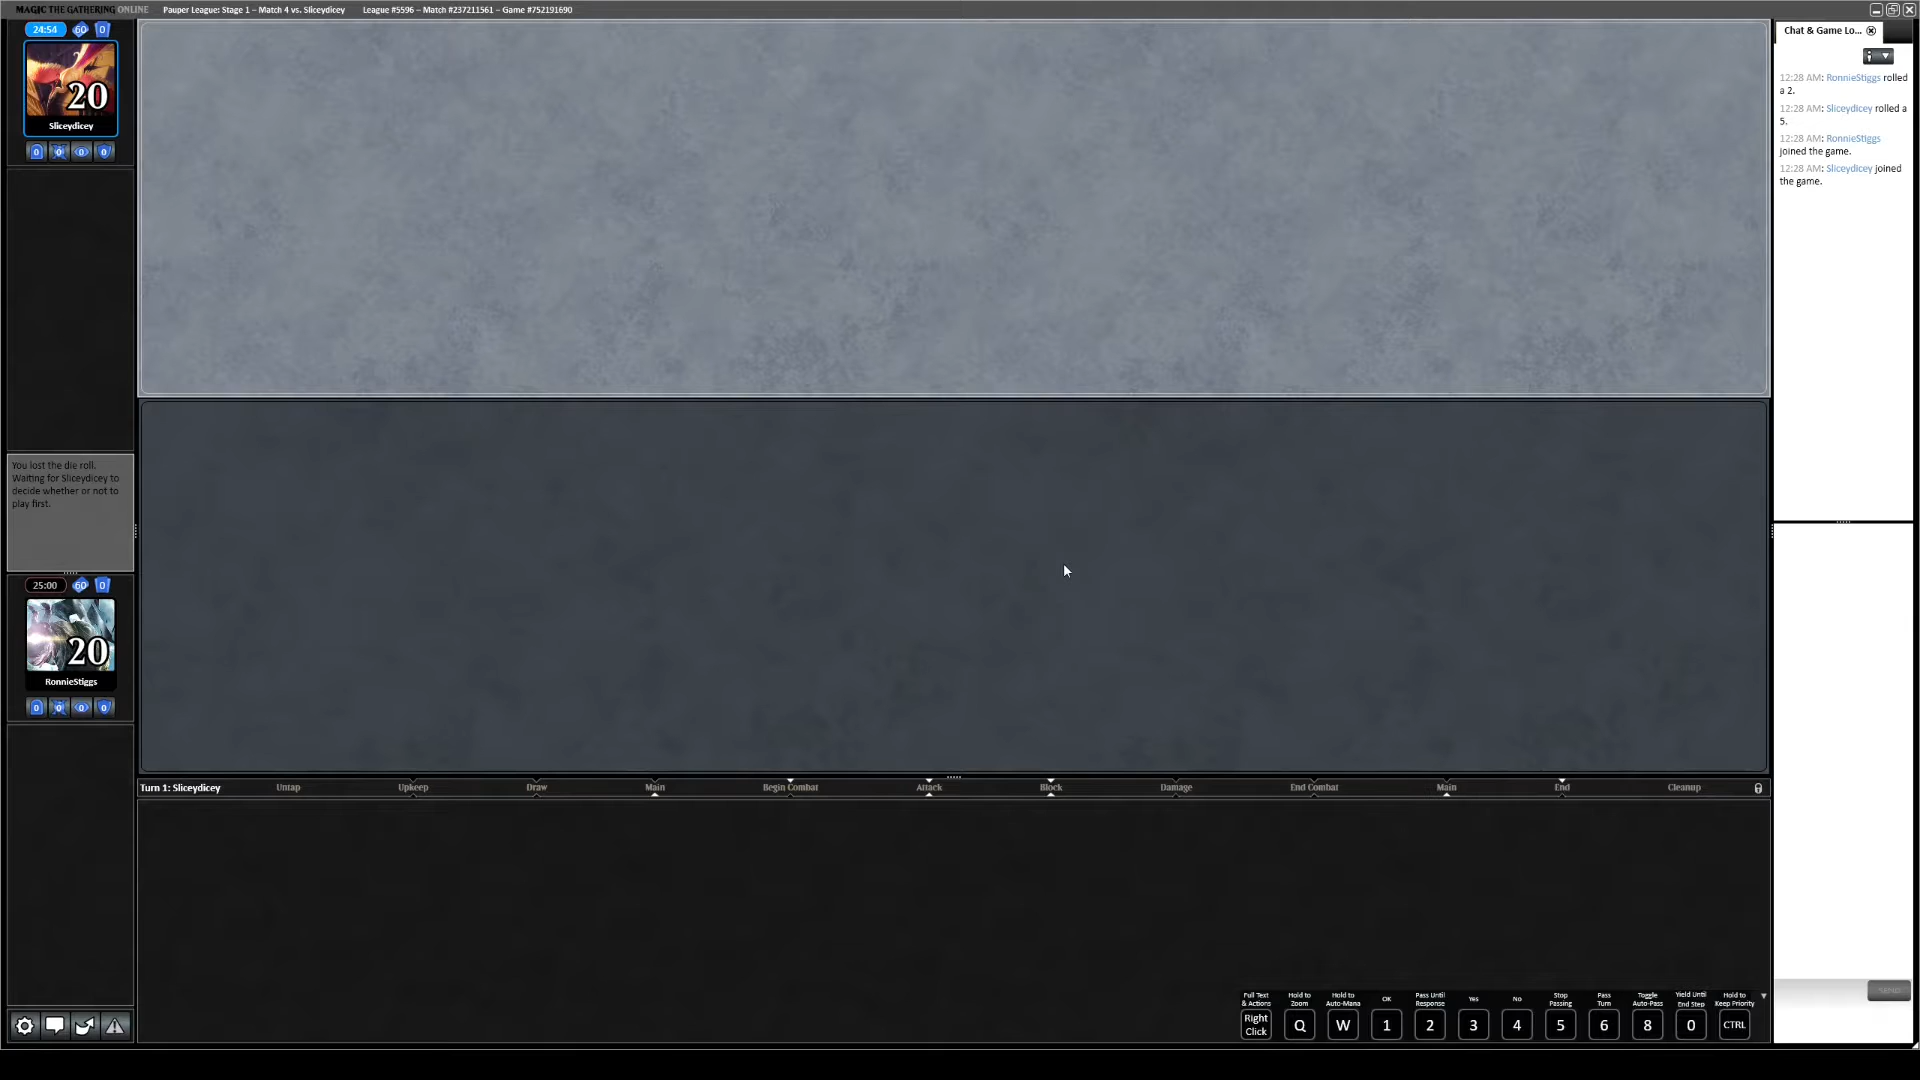 MAGIC THE GATHERING ONLINE
Pauper League: Stage 1 – Match 4 vs. Sliceydicey
League #5596 – Match #237211561 – Game #752191690
24:54
60
0
20
Sliceydicey
0
0
0
0
You lost the die roll.
Waiting for Sliceydicey to
decide whether or not to
play first.
25:00
60
0
20
RonnieStiggs
0
0
0
0
Turn 1: Sliceydicey
Untap
Upkeep
Draw
Main
Begin Combat
Attack
Block
Damage
End Combat
Main
End
Cleanup
Full Text
& Actions
Right
Click
Hold to
Zoom
Q
Hold to
Auto-Mana
W
OK
1
Pass Until
Response
2
Yes
3
No
4
Stop
Passing
5
Pass
Turn
6
Toggle
Auto-Pass
8
Yield Until
End Step
0
Hold to
Keep Priority
CTRL
Chat & Game Lo...
12:28 AM: RonnieStiggs rolled
a 2.
12:28 AM: Sliceydicey rolled a
5.
12:28 AM: RonnieStiggs
joined the game.
12:28 AM: Sliceydicey joined
the game.
SEND